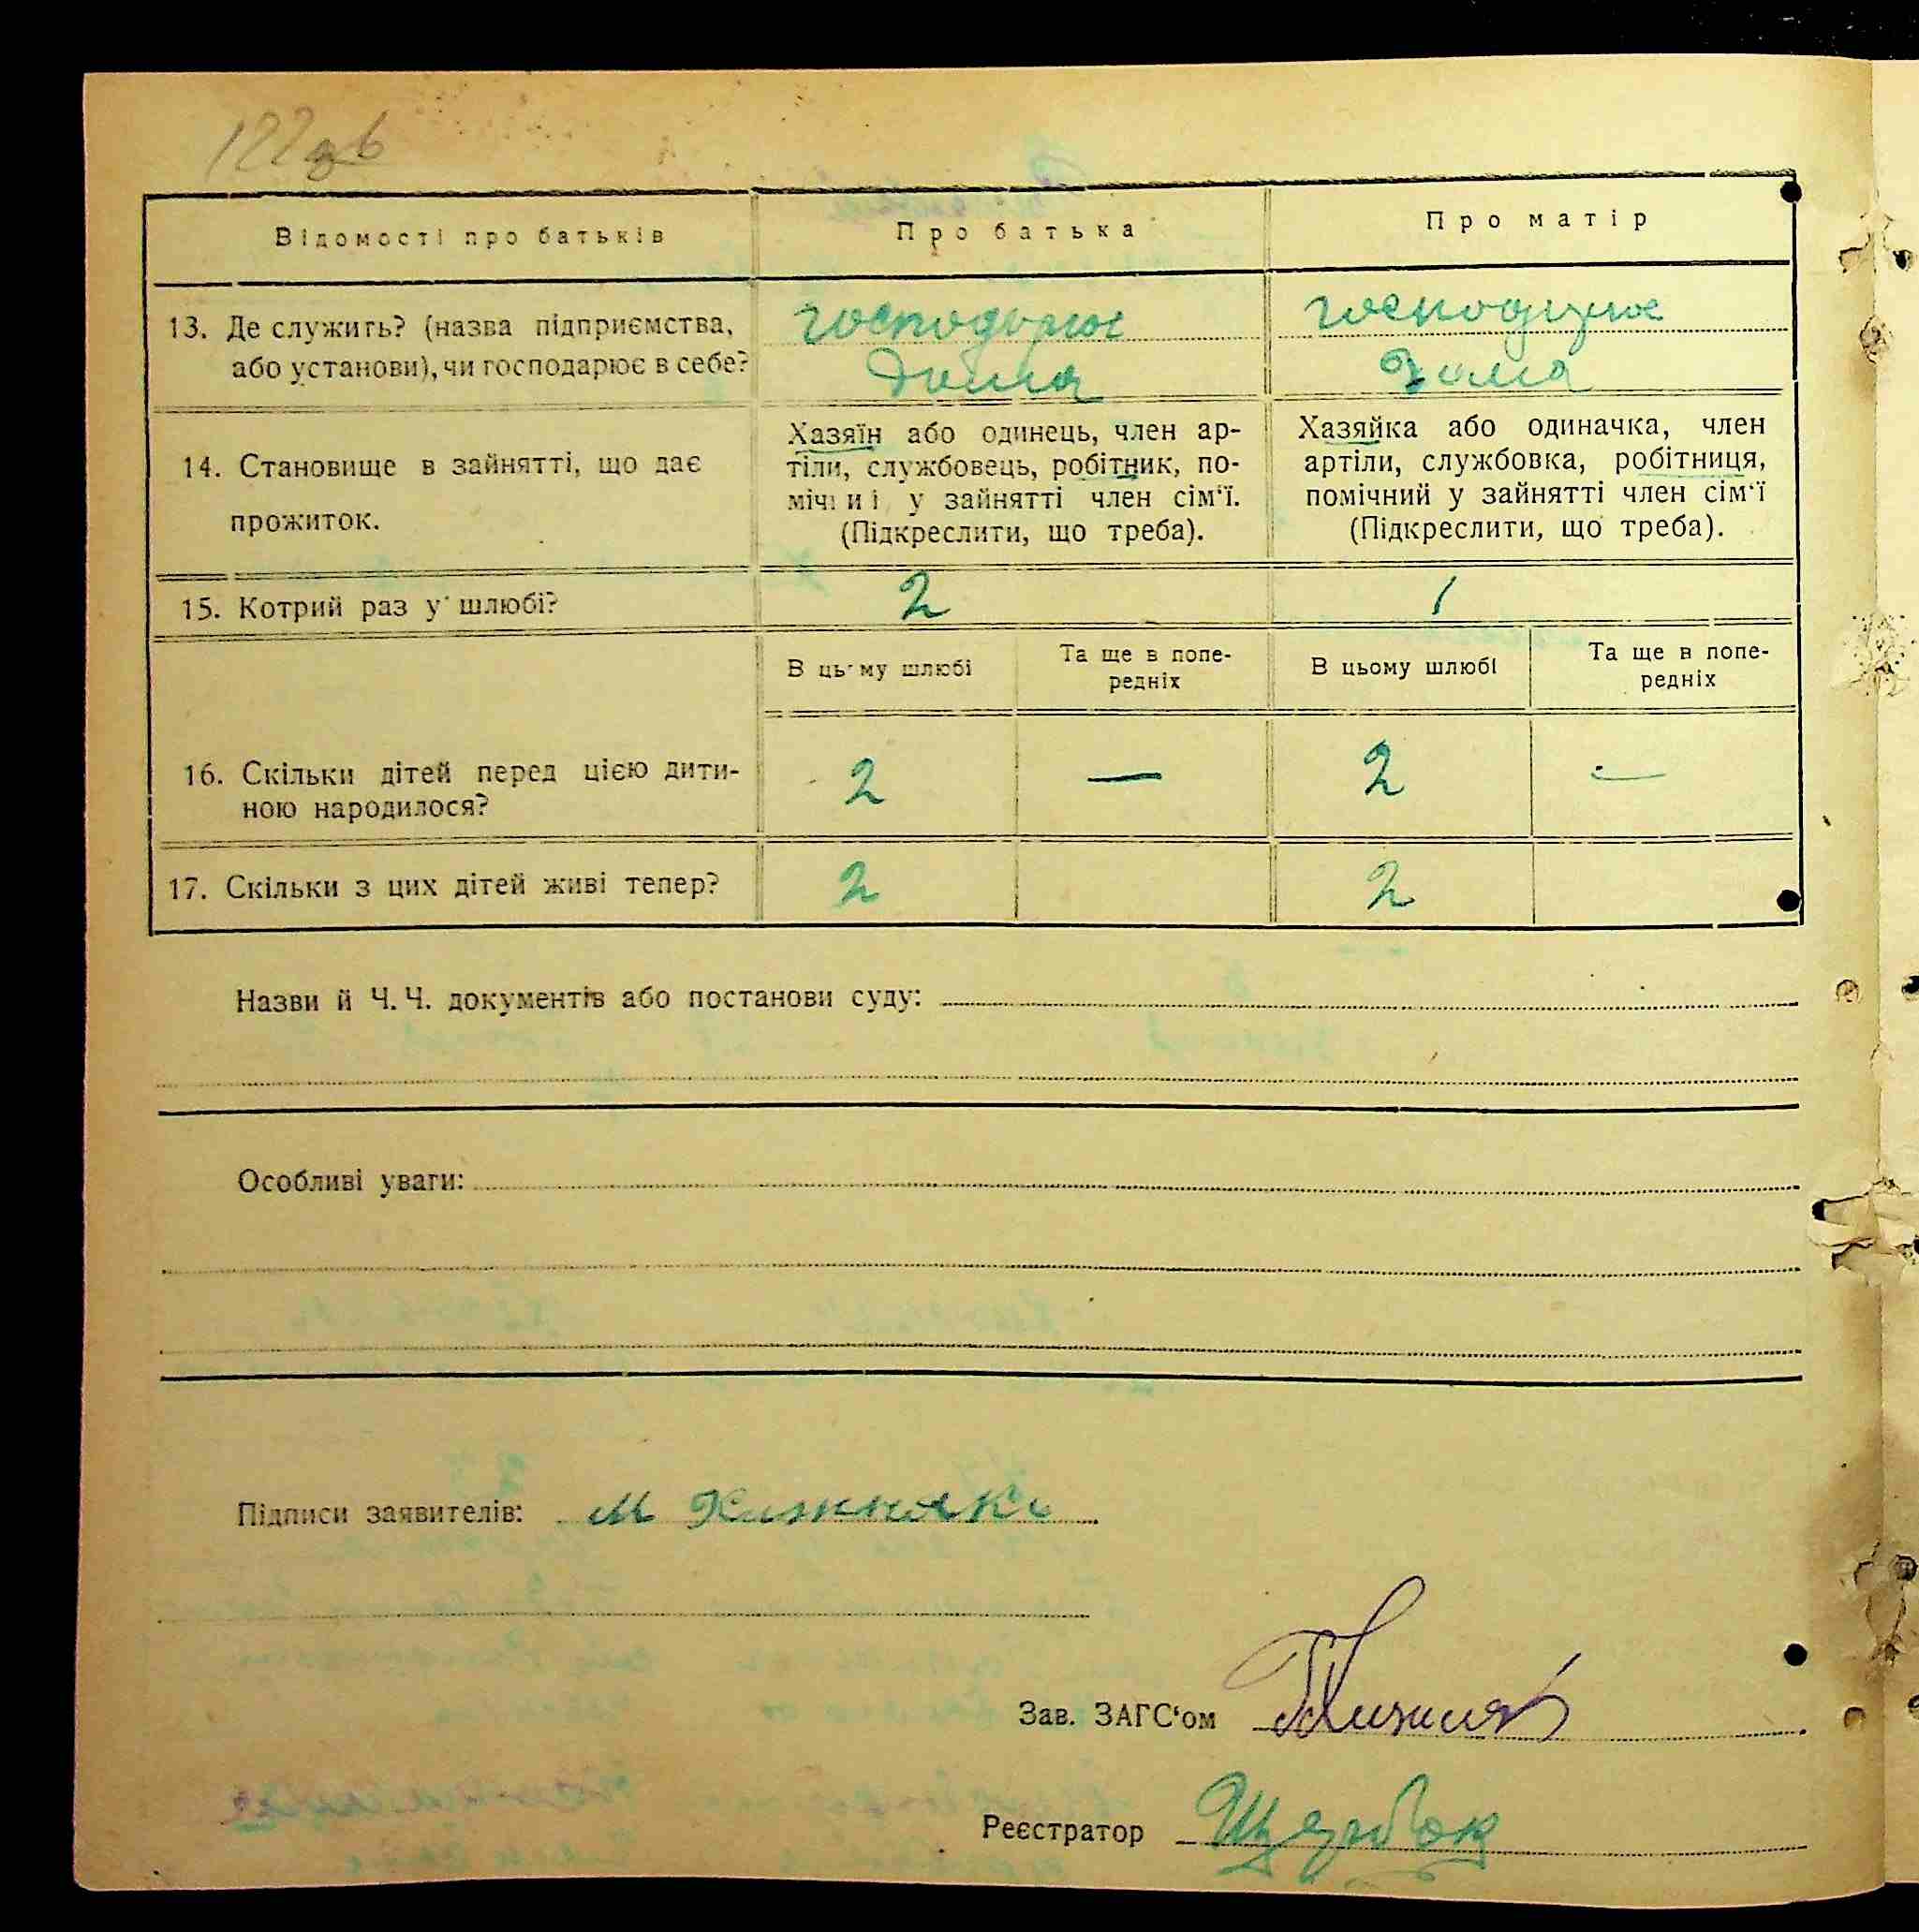 122 зв
Відомості про батьків
Про батька
Про матір
13. Де служить? (назва підприємства,
або установи), чи господарює в себе?
господарює
дома
господарює
дома
14. Становище в зайнятті, що дає
прожиток.
Хазяїн або одинець, член ар-
тіли, службовець, робітник, по-
мічний у зайнятті член сім'ї.
(Підкреслити, що треба).
Хазяйка або одиначка, член
артіли, службовка, робітниця,
помічний у зайнятті член сім'ї
(Підкреслити, що треба).
15. Котрий раз у шлюбі?
2
1
В цьму шлюбі
Та ще в попе-
редніх
В цьому шлюбі
Та ще в попе-
редніх
16. Скільки дітей перед цією дити-
ною народилося?
2 — 2 —
17. Скільки з цих дітей живі тепер?
2 2
Назви й Ч. Ч. документів або постанови суду:
Особливі уваги:
Підписи заявителів: М
Зав. ЗАГС'ом
Реєстратор Щербак